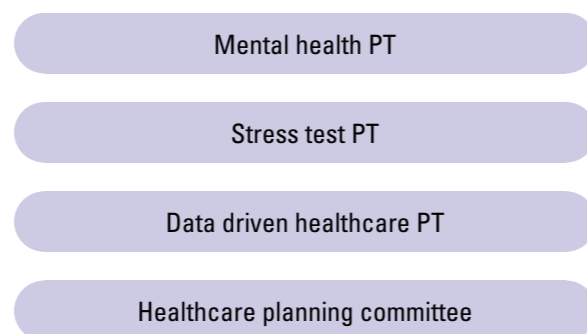 Mental health PT
Stress test PT
Data driven healthcare PT
Healthcare planning committee